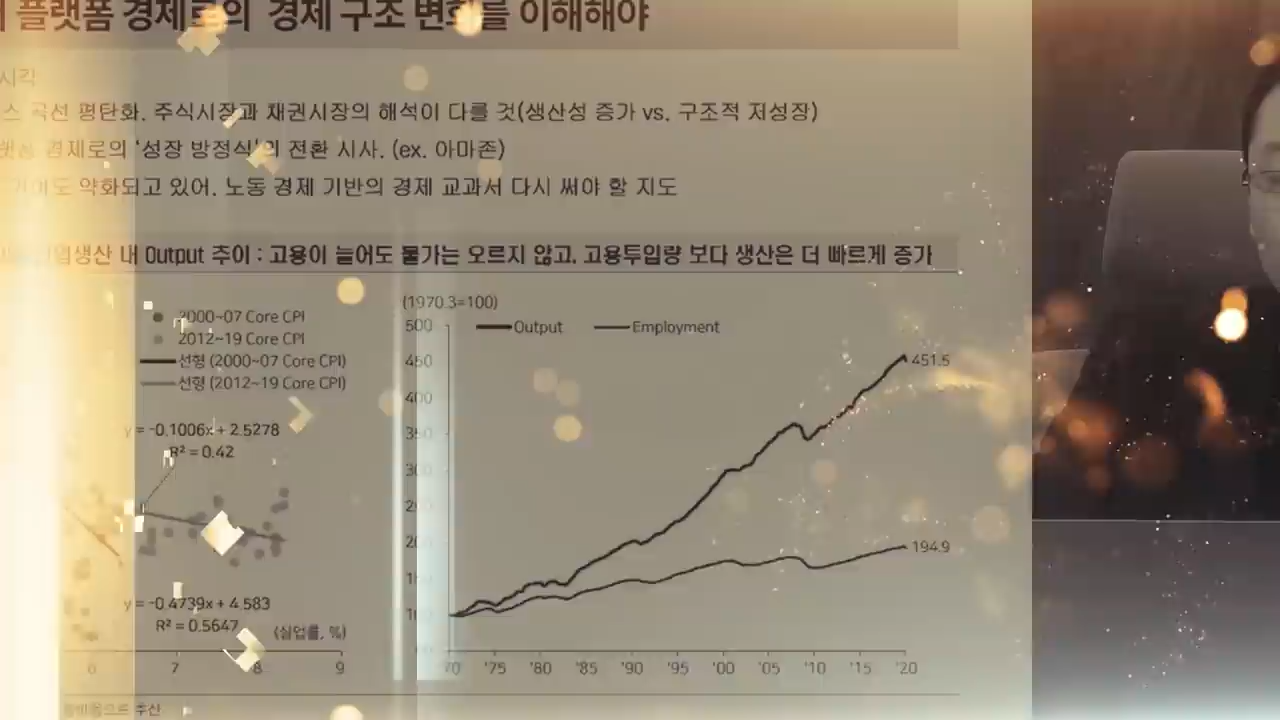 플랫폼 경제로의 경제 구조 변화를 이해해야
시각
곡선 평탄화. 주식시장과 채권시장의 해석이 다를 것(생산성 증가 vs. 구조적 저성장)
경제로의 '성장 방정식'의 전환 시사. (ex. 아마존)
약화되고 있어. 노동 경제 기반의 경제 교과서 다시 써야 할 지도
내 Output 추이 : 고용이 늘어도 물가는 오르지 않고, 고용투입량 보다 생산은 더 빠르게 증가
2000~07 Core CPI
2012~19 Core CPI
선형 (2000~07 Core CPI)
선형 (2012~19 Core CPI)
y = -0.1006x + 2.5278
R² = 0.42
y = -0.4739x + 4.583
R² = 0.5647
(실업률, %)
6 7 8 9
(1970.3=100)
Output Employment
500
450
400
350
300
250
200
150
100
451.5
194.9
'70 '75 '80 '85 '90 '95 '00 '05 '10 '15 '20
추산